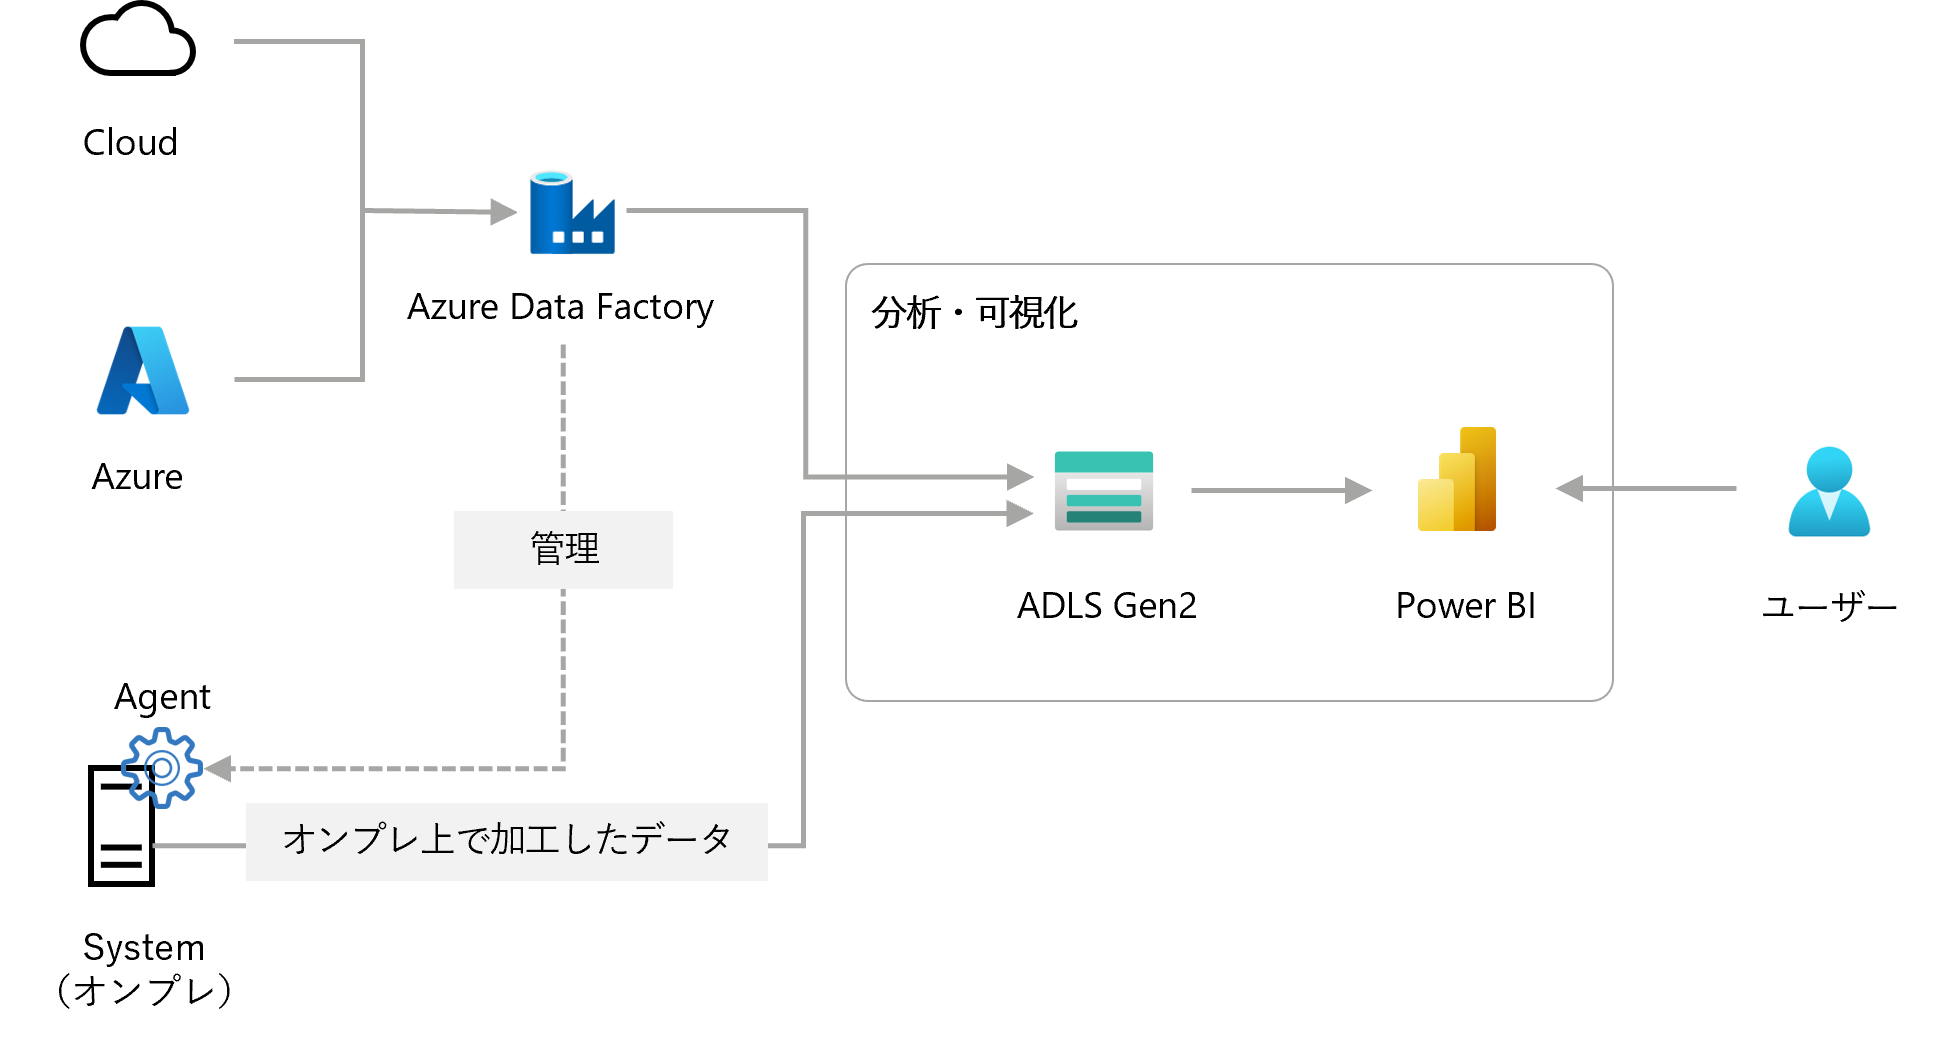 Cloud
Azure Data Factory
分析・可視化
Azure
管理
ADLS Gen2
Power BI
ユーザー
Agent
オンプレ上で加工したデータ
System
（オンプレ）